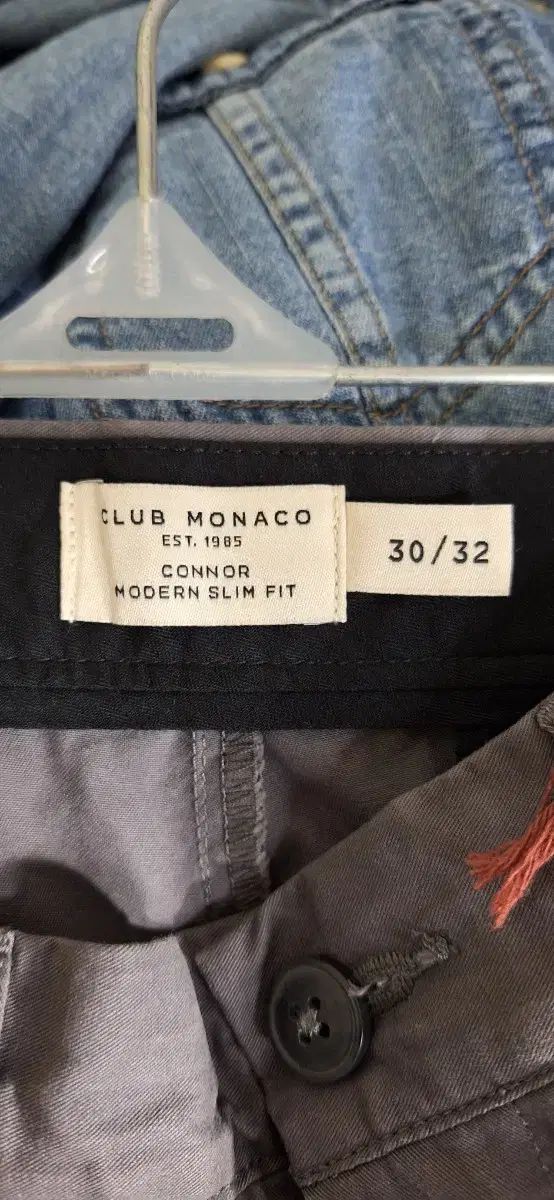 CLUB MONACO
EST. 1985
CONNOR
MODERN SLIM FIT
30/32